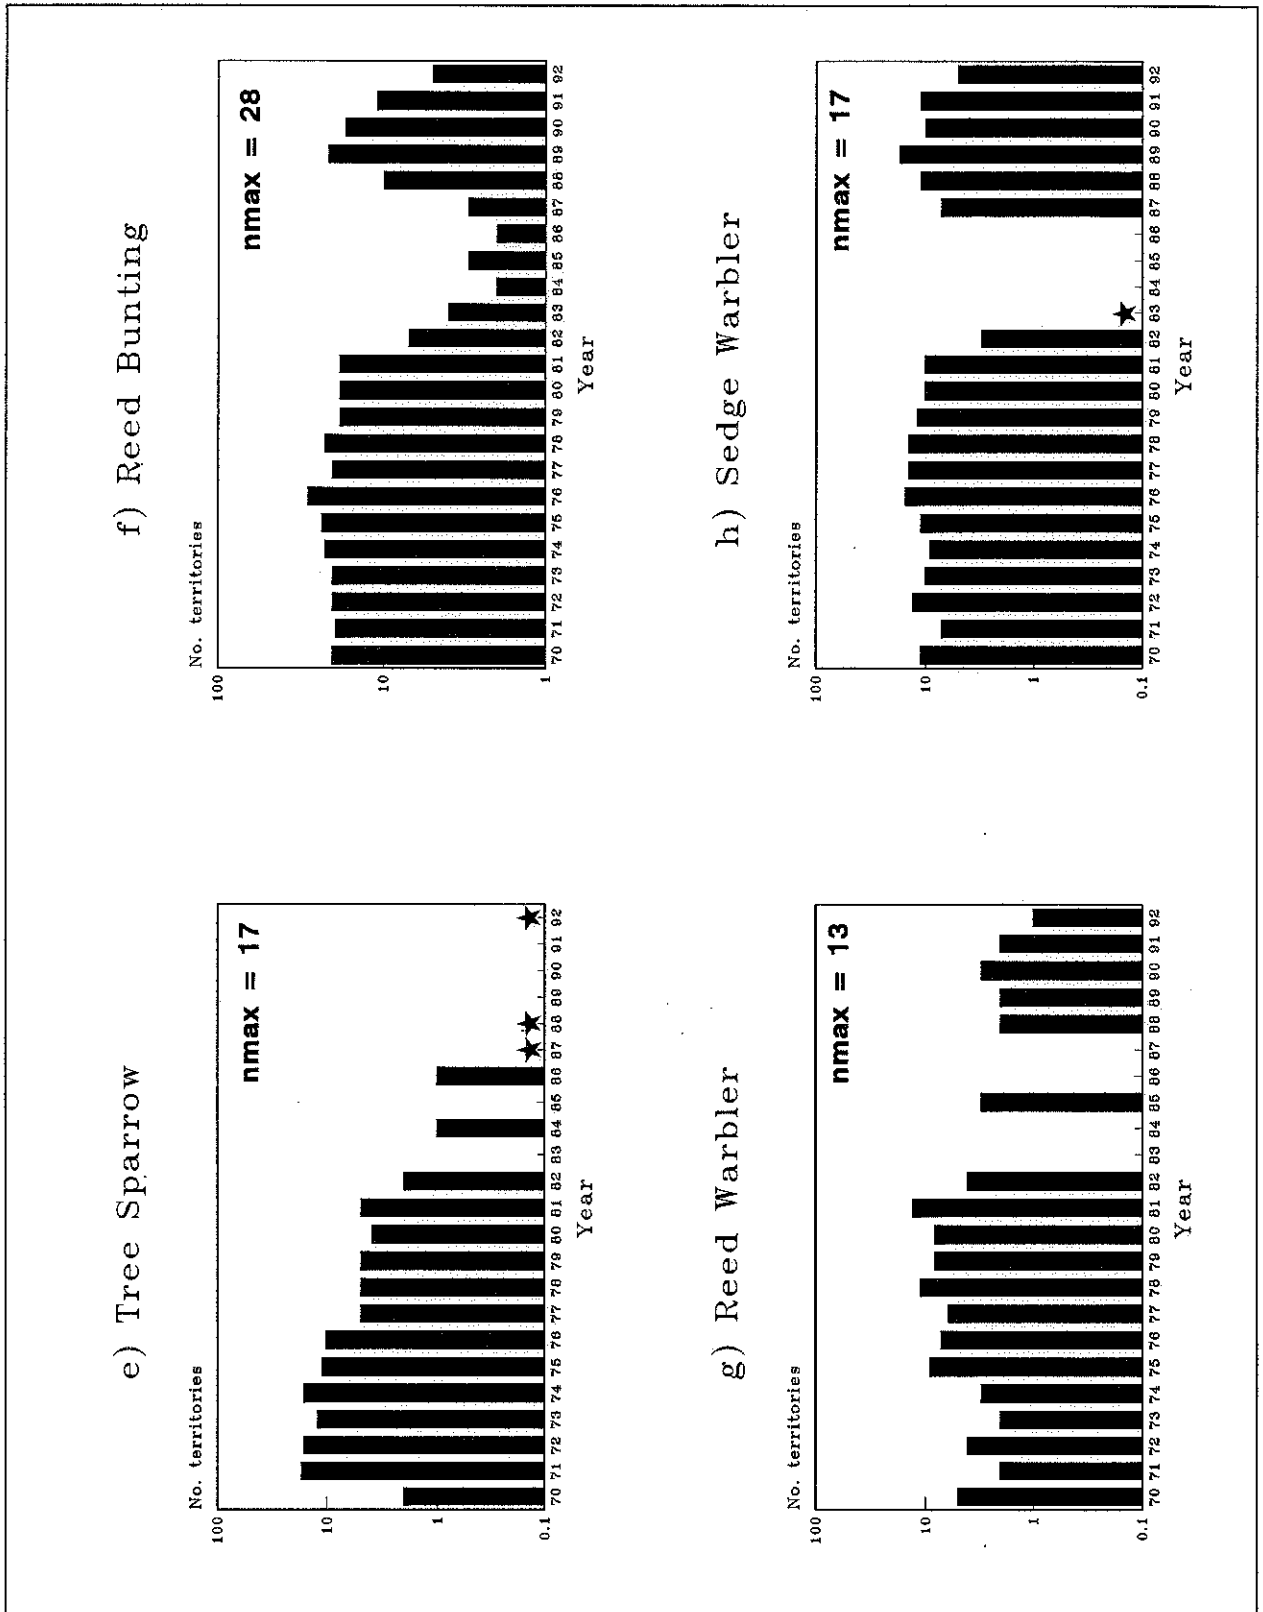 e) Tree Sparrow
No. territories
nmax = 17
100
10
1
0.1
70 71 72 73 74 75 76 77 78 79 80 81 82 83 84 85 86 87 88 89 90 91 92
Year
f) Reed Bunting
No. territories
nmax = 28
100
10
1
70 71 72 73 74 75 76 77 78 79 80 81 82 83 84 85 86 87 88 89 90 91 92
Year
g) Reed Warbler
No. territories
nmax = 13
100
10
1
0.1
70 71 72 73 74 75 76 77 78 79 80 81 82 83 84 85 86 87 88 89 90 91 92
Year
h) Sedge Warbler
No. territories
nmax = 17
100
10
1
0.1
70 71 72 73 74 75 76 77 78 79 80 81 82 83 84 85 86 87 88 89 90 91 92
Year